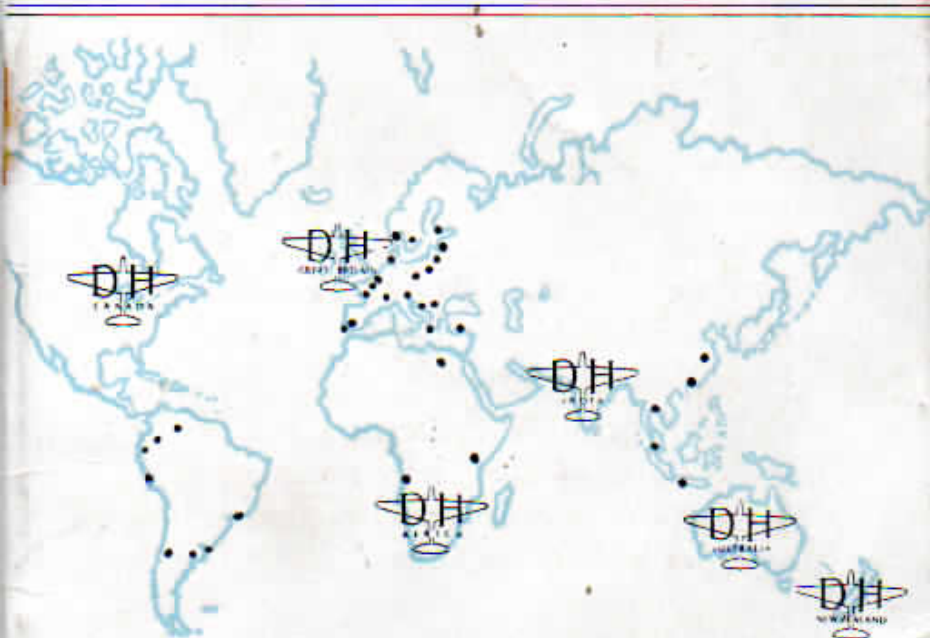 DH
GREAT BRITAIN
DH
CANADA
DH
INDIA
DH
AFRICA
DH
AUSTRALIA
DH
NEW ZEALAND